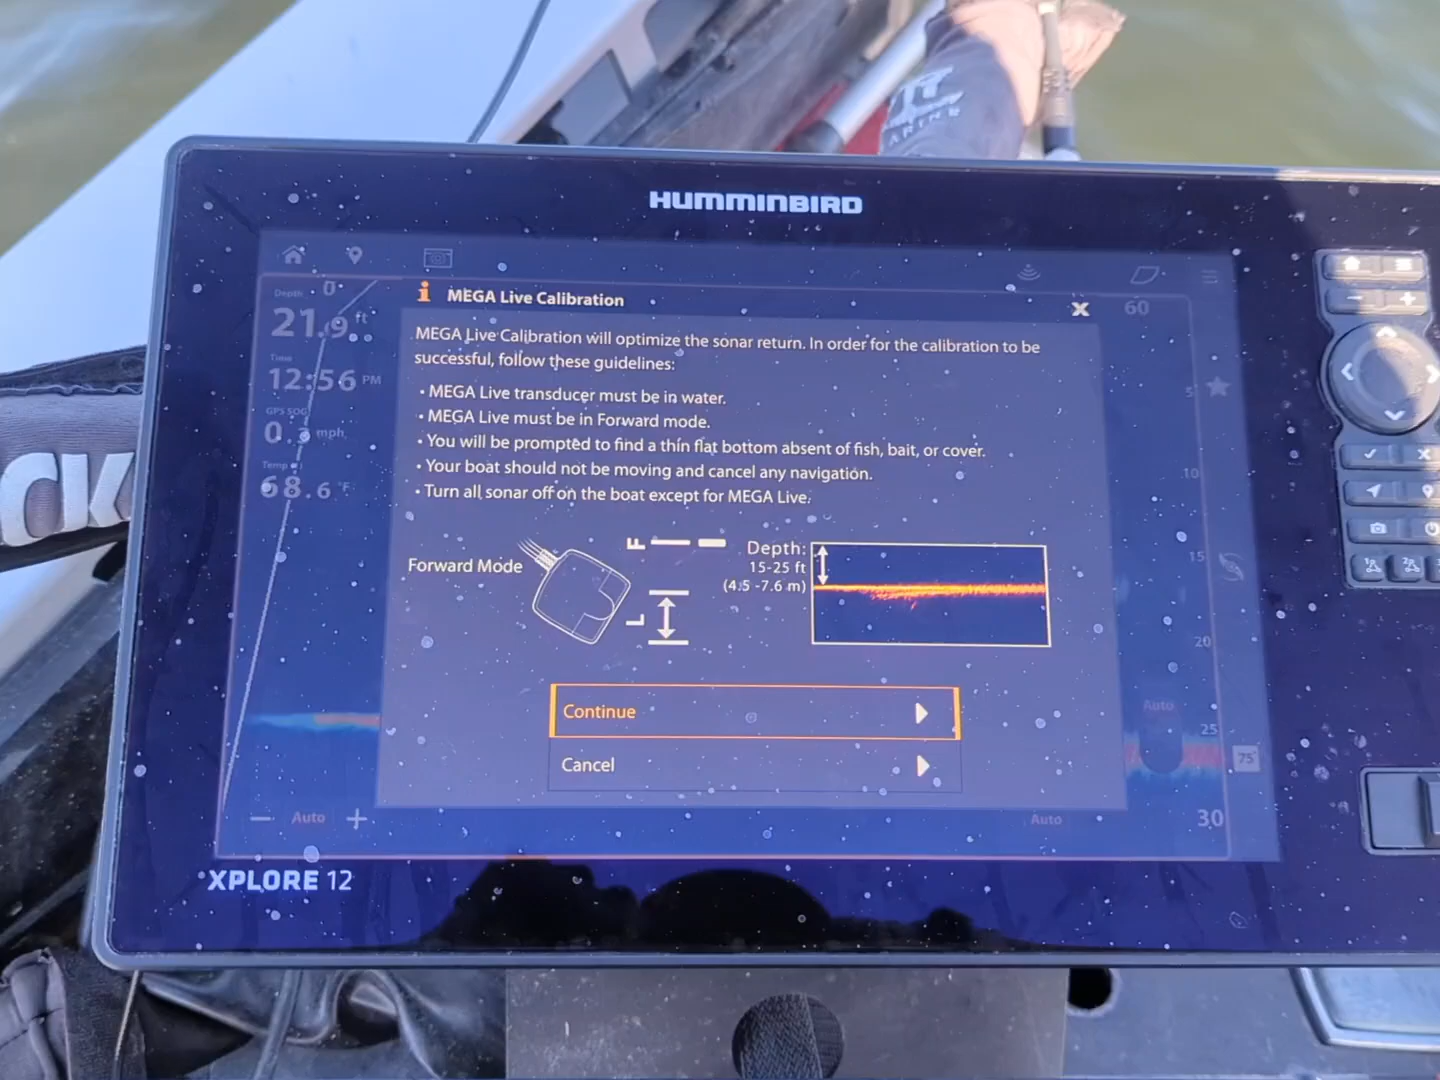 HUMMINBIRD
MEGA Live Calibration
X
MEGA Live Calibration will optimize the sonar return. In order for the calibration to be
successful, follow these guidelines:
• MEGA Live transducer must be in water.
• MEGA Live must be in Forward mode.
• You will be prompted to find a thin flat bottom absent of fish, bait, or cover.
• Your boat should not be moving and cancel any navigation.
• Turn all sonar off on the boat except for MEGA Live.
Forward Mode
F
L
Depth:
15-25 ft
(4.5 -7.6 m)
Continue
Cancel
Depth
21.9 ft
Time
12:56 PM
GPS SOG
mph
Temp
68.6 °F
0
60
5
10
15
20
25
30
Auto
75°
− Auto +
Auto
XPLORE 12
CK
ARINE